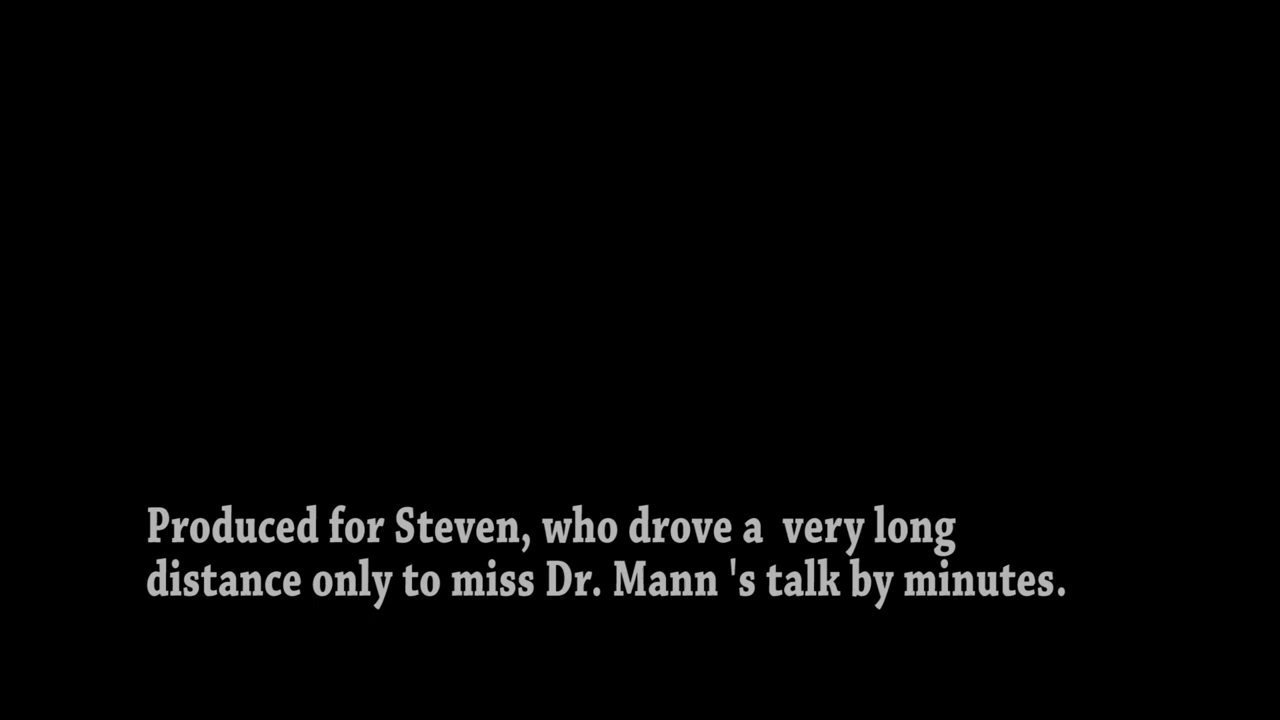 Produced for Steven, who drove a  very long
distance only to miss Dr. Mann 's talk by minutes.